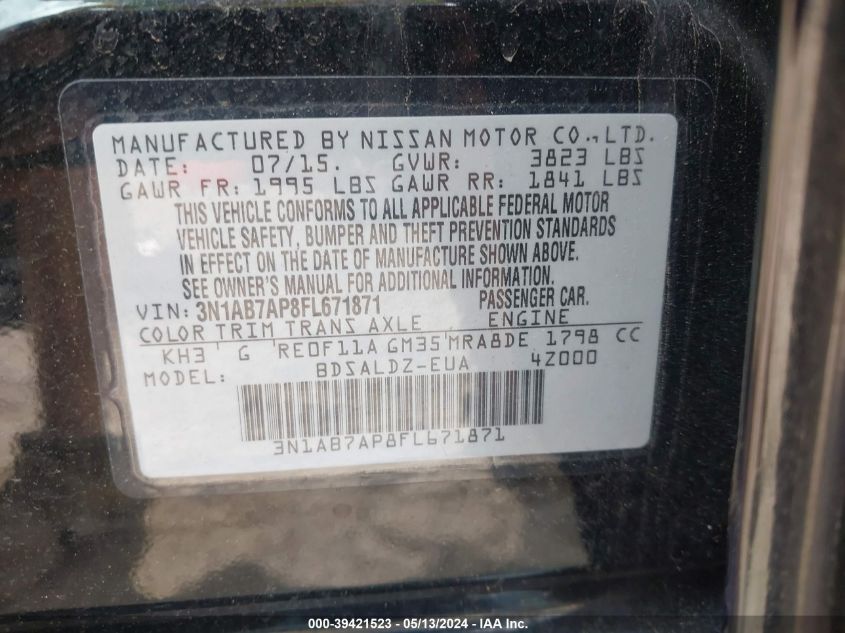 MANUFACTURED BY NISSAN MOTOR CO., LTD.
DATE: 07/15. GVWR: 3823 LBS
GAWR FR: 1995 LBS GAWR RR: 1841 LBS
THIS VEHICLE CONFORMS TO ALL APPLICABLE FEDERAL MOTOR
VEHICLE SAFETY, BUMPER AND THEFT PREVENTION STANDARDS
IN EFFECT ON THE DATE OF MANUFACTURE SHOWN ABOVE.
SEE OWNER'S MANUAL FOR ADDITIONAL INFORMATION.
VIN: 3N1AB7AP8FL671871 PASSENGER CAR.
COLOR TRIM TRANS AXLE ENGINE
KH3 G RE0F11A GM35 MRA8DE 1798 CC
MODEL: BDSALDZ-EUA 4Z000
3N1AB7AP8FL671871
000-39421523 - 05/13/2024 - IAA Inc.